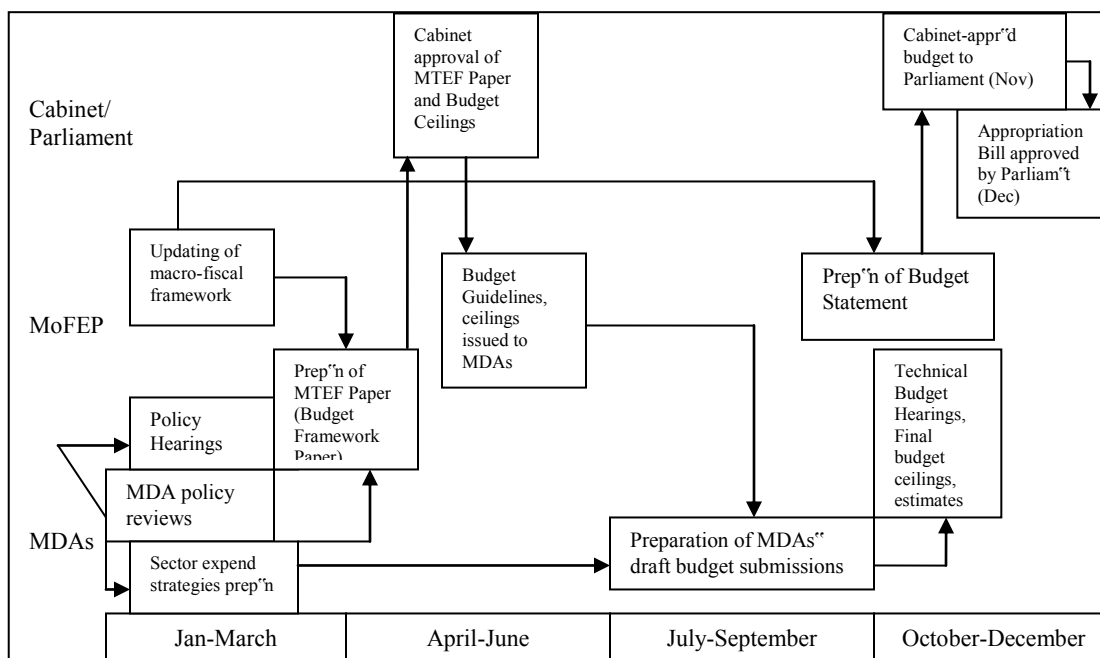 Cabinet
approval of
MTEF Paper
and Budget
Ceilings
Cabinet-appr‟d
budget to
Parliament (Nov)
Cabinet/
Parliament
Appropriation
Bill approved
by Parliam‟t
(Dec)
Updating of
macro-fiscal
framework
Budget
Guidelines,
ceilings
issued to
MDAs
Prep‟n of Budget
Statement
MoFEP
Prep‟n of
MTEF Paper
(Budget
Framework
Paper)
Technical
Budget
Hearings,
Final
budget
ceilings,
estimates
Policy
Hearings
MDA policy
reviews
MDAs
Sector expend
strategies prep‟n
Preparation of MDAs‟
draft budget submissions
Jan-March
April-June
July-September
October-December